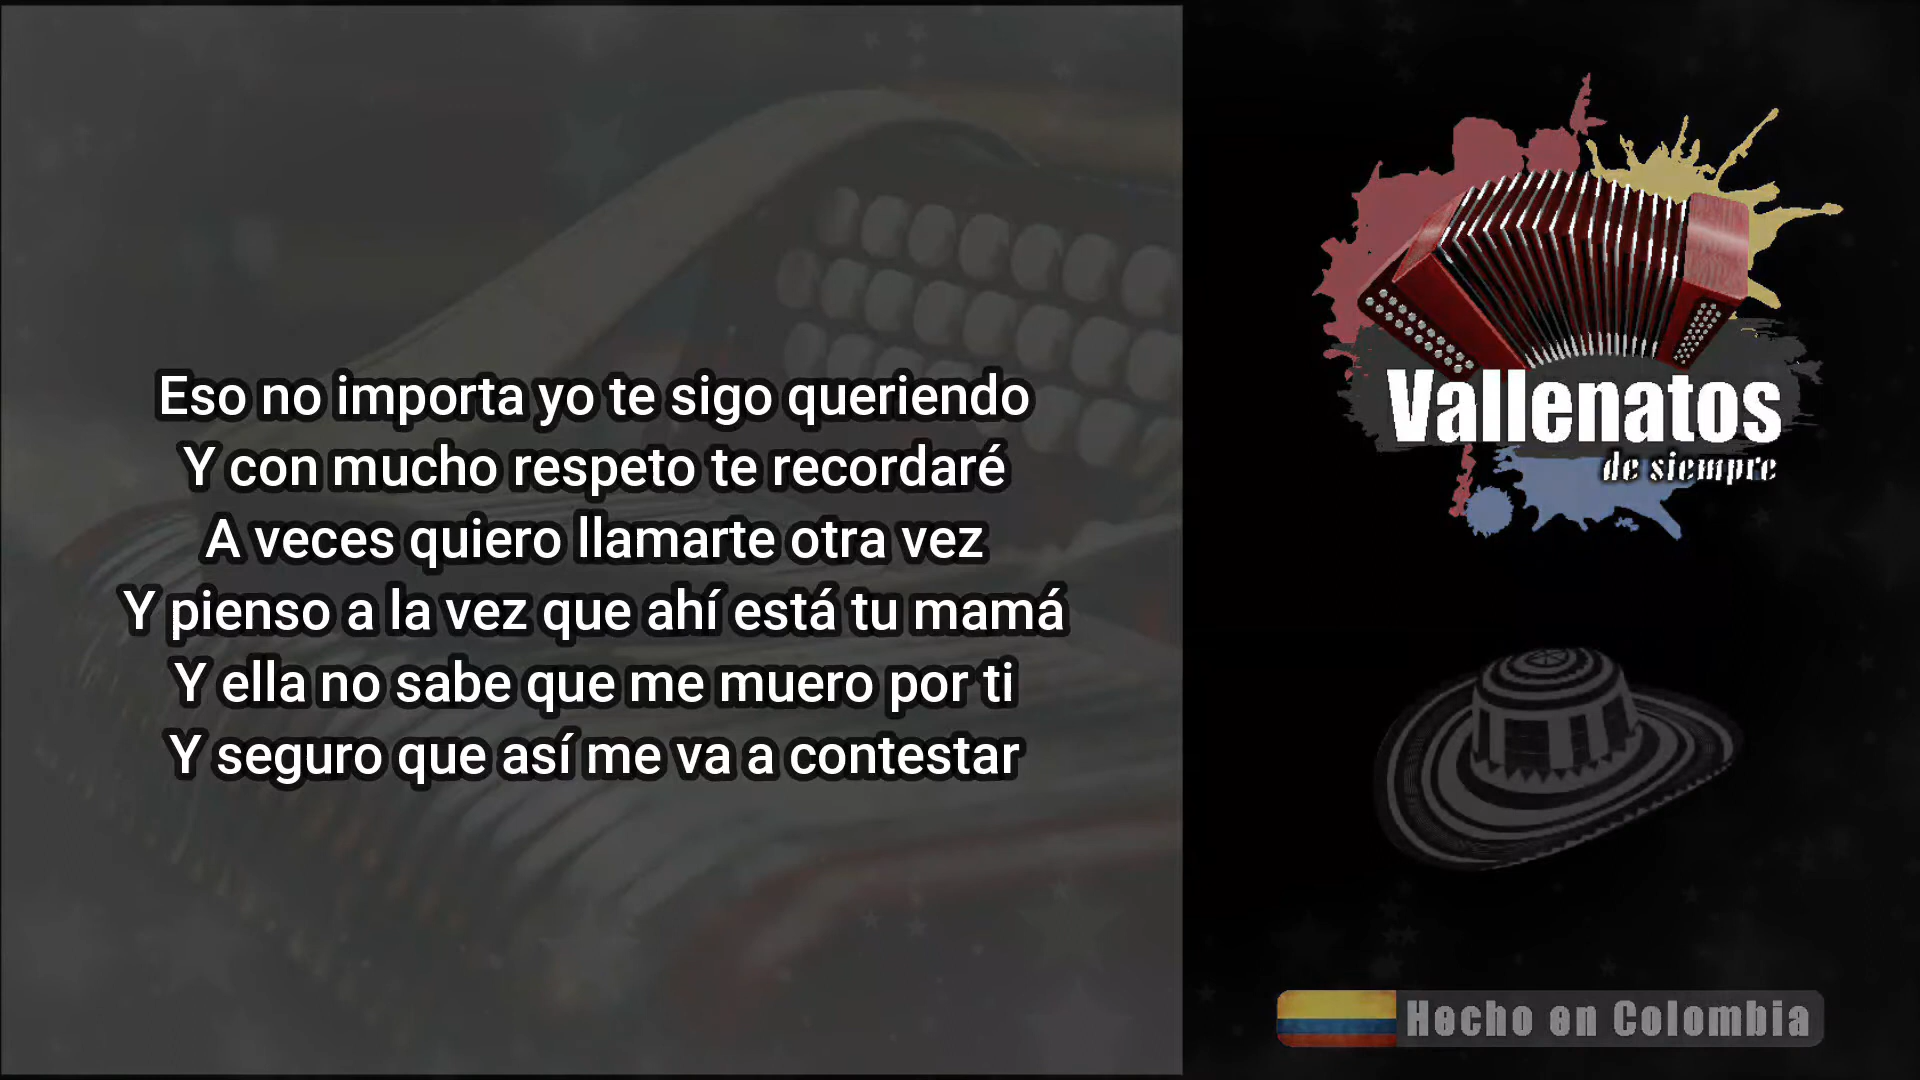 Eso no importa yo te sigo queriendo
Y con mucho respeto te recordaré
A veces quiero llamarte otra vez
Y pienso a la vez que ahí está tu mamá
Y ella no sabe que me muero por ti
Y seguro que así me va a contestar
Vallenatos
de siempre
Hecho en Colombia